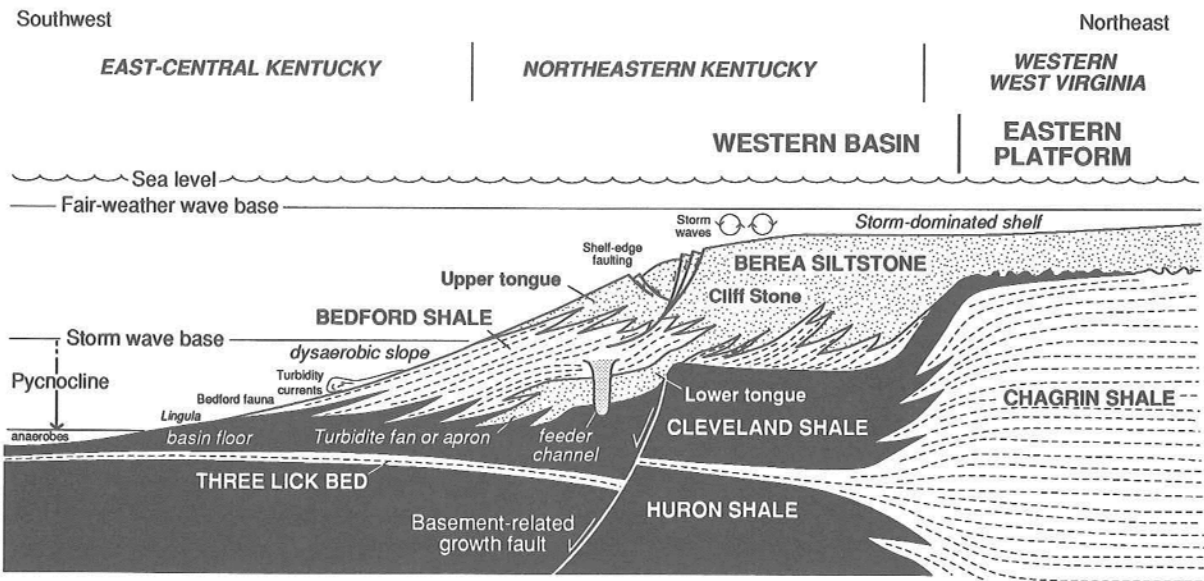 Southwest
Northeast
EAST-CENTRAL KENTUCKY
NORTHEASTERN KENTUCKY
WESTERN
WEST VIRGINIA
WESTERN BASIN
EASTERN
PLATFORM
Sea level
Fair-weather wave base
Storm
waves
Storm-dominated shelf
Shelf-edge
faulting
BEREA SILTSTONE
Upper tongue
Cliff Stone
BEDFORD SHALE
Storm wave base
dysaerobic slope
Pycnocline
Turbidity
currents
Bedford fauna
Lower tongue
CHAGRIN SHALE
Lingula
anaerobes
basin floor
Turbidite fan or apron
feeder
channel
CLEVELAND SHALE
THREE LICK BED
HURON SHALE
Basement-related
growth fault